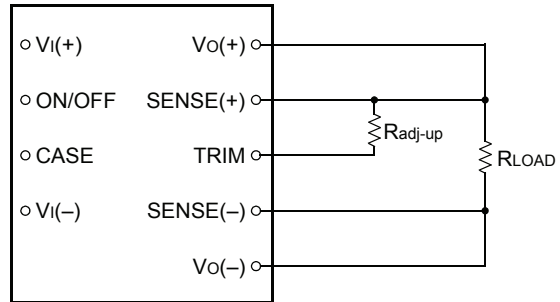 VI(+) VO(+)
ON/OFF SENSE(+)
Radj-up
CASE TRIM
RLOAD
VI(–) SENSE(–)
VO(–)